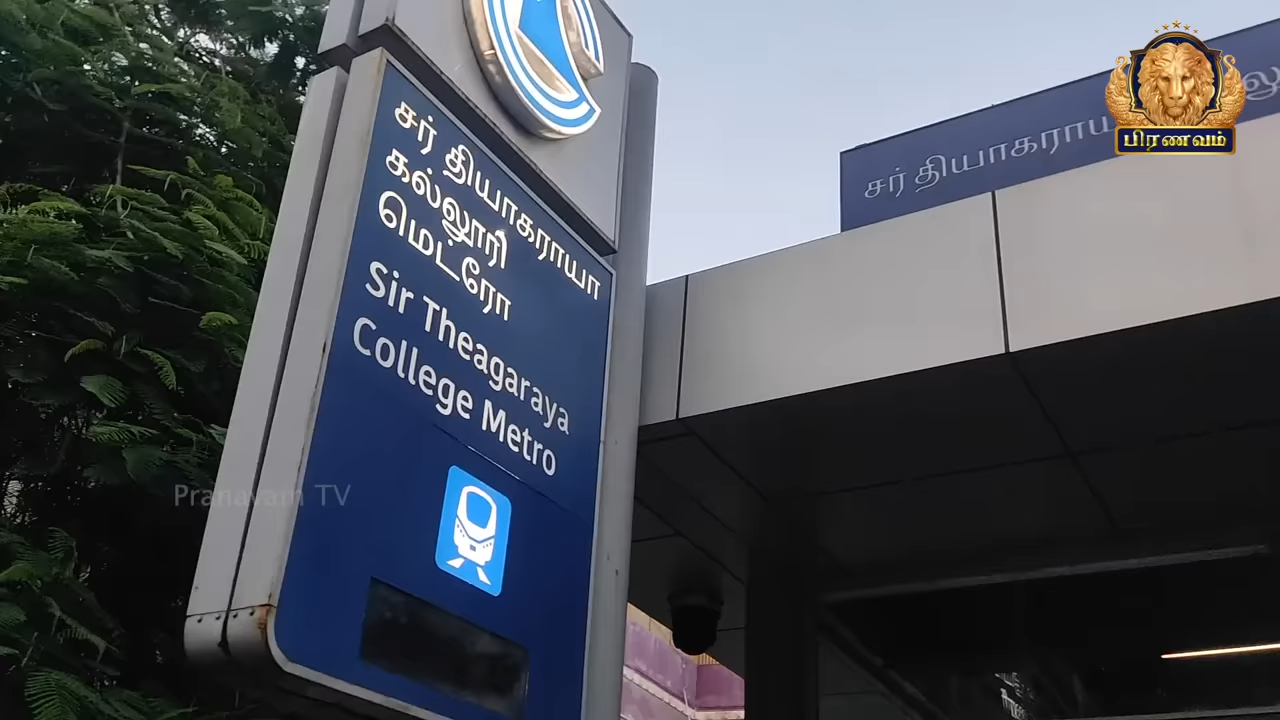 சர் தியாகராயா
கல்லூரி
மெட்ரோ
Sir Theagaraya
College Metro
சர் தியாகராய
பிரணவம்
Pranavam TV